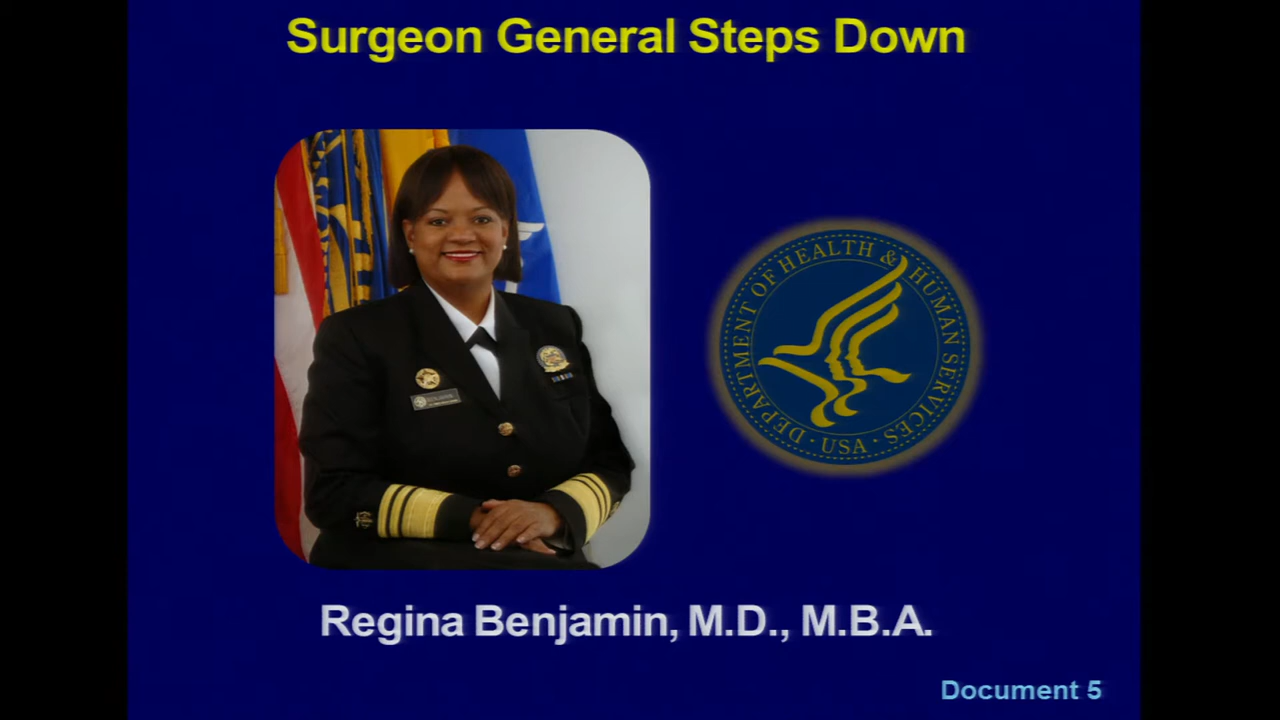 Surgeon General Steps Down
DEPARTMENT OF HEALTH & HUMAN SERVICES · USA ·
Regina Benjamin, M.D., M.B.A.
Document 5